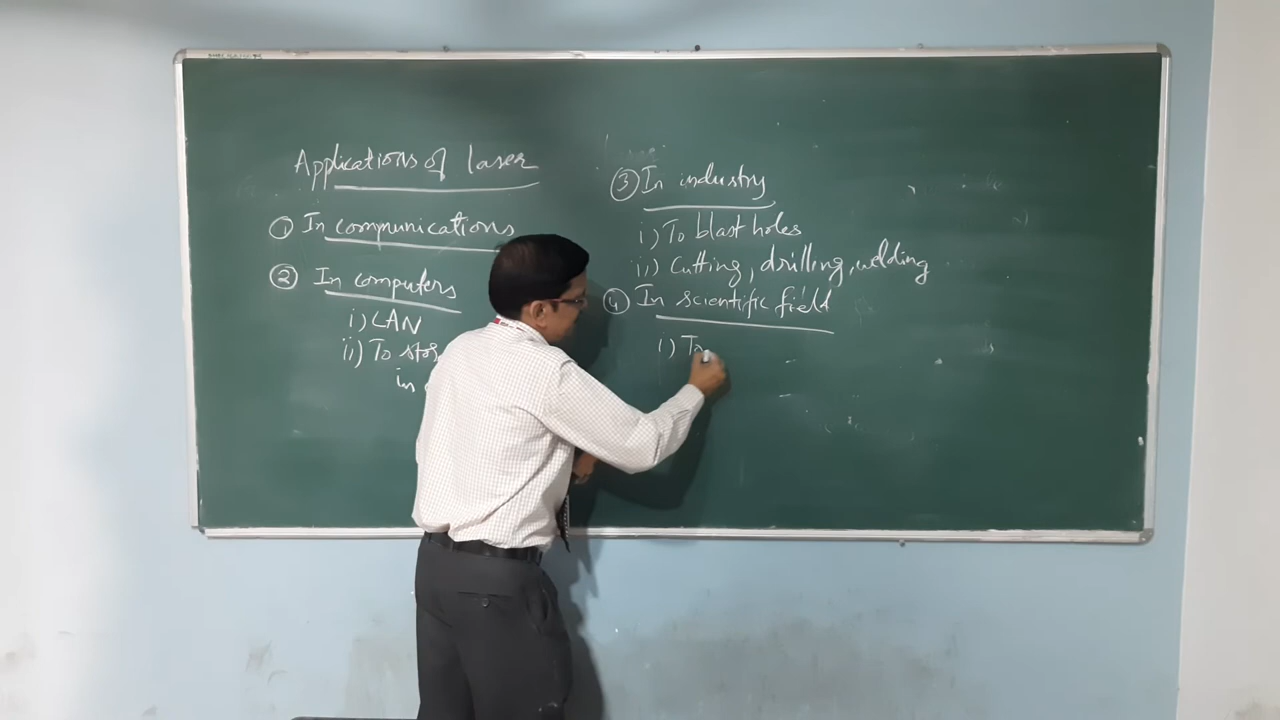 Applications of laser
① In communications
② In computers
i) LAN
ii) To
in
③ In industry
i) To blast holes
ii) Cutting, drilling, welding
④ In scientific field
i) To